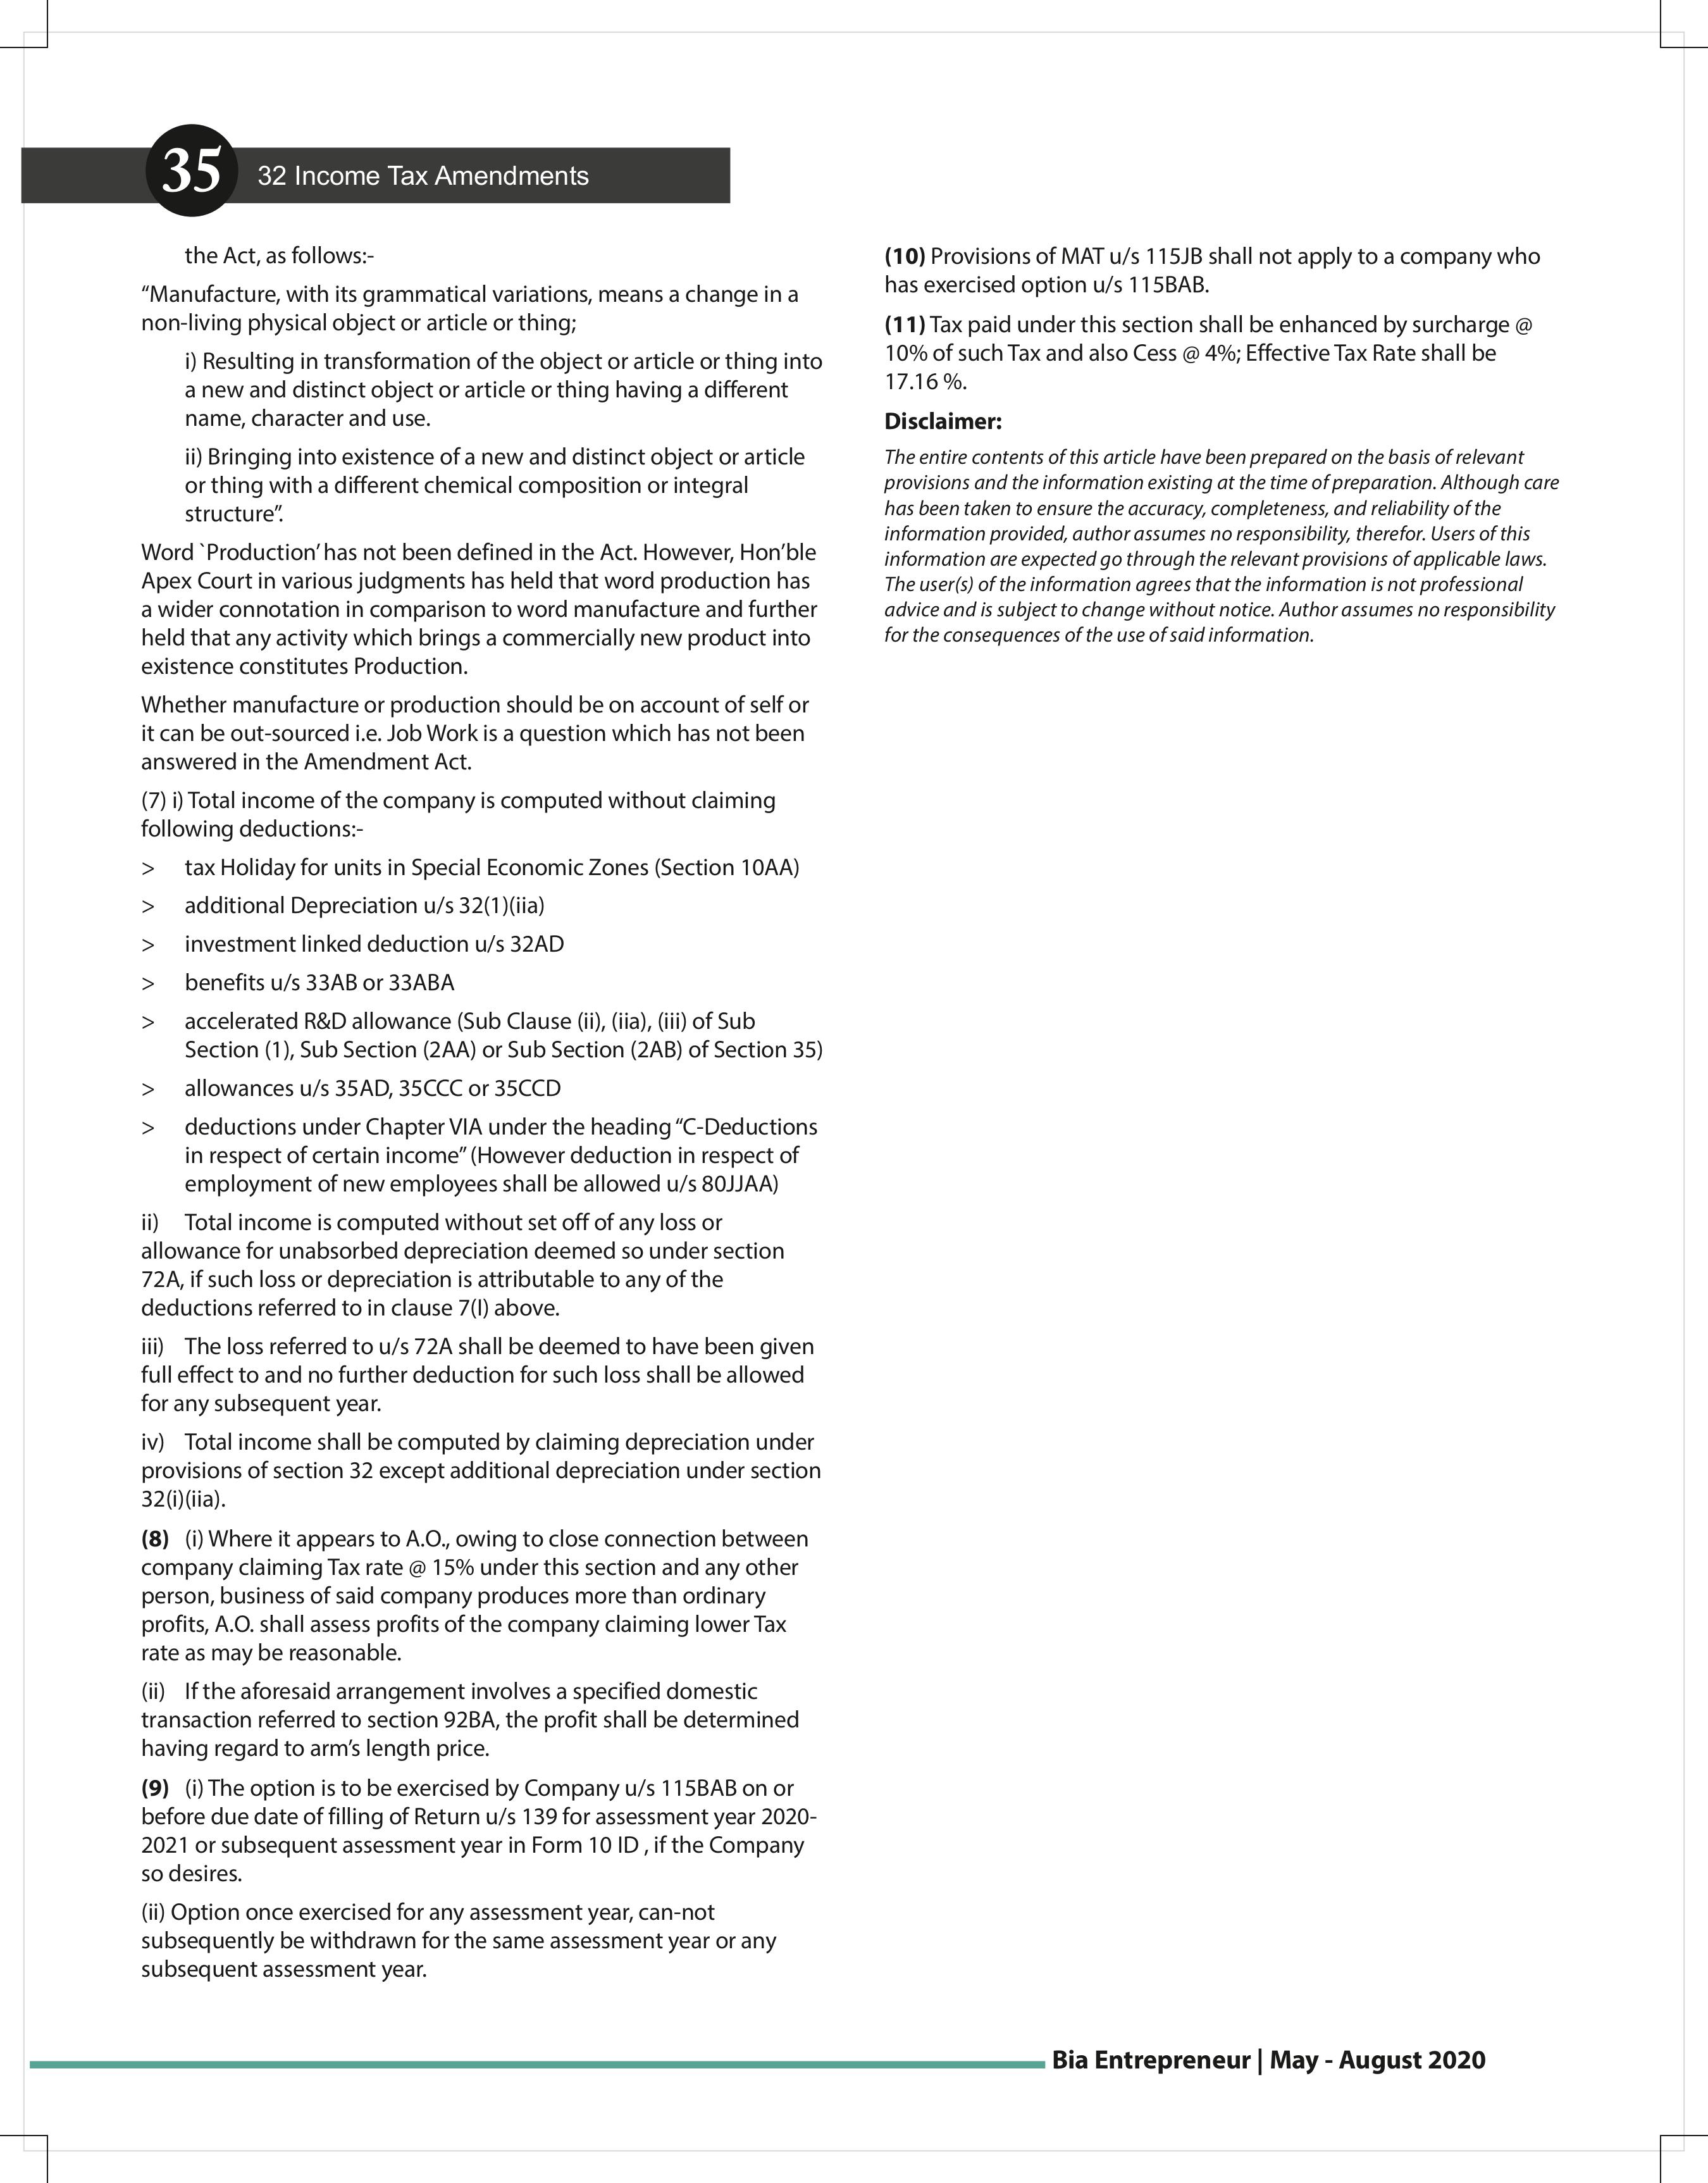 35
32 Income Tax Amendments
the Act, as follows:-
“Manufacture, with its grammatical variations, means a change in a
non-living physical object or article or thing;
i) Resulting in transformation of the object or article or thing into
a new and distinct object or article or thing having a different
name, character and use.
ii) Bringing into existence of a new and distinct object or article
or thing with a different chemical composition or integral
structure”.
Word `Production’ has not been defined in the Act. However, Hon’ble
Apex Court in various judgments has held that word production has
a wider connotation in comparison to word manufacture and further
held that any activity which brings a commercially new product into
existence constitutes Production.
Whether manufacture or production should be on account of self or
it can be out-sourced i.e. Job Work is a question which has not been
answered in the Amendment Act.
(7) i) Total income of the company is computed without claiming
following deductions:-
> tax Holiday for units in Special Economic Zones (Section 10AA)
> additional Depreciation u/s 32(1)(iia)
> investment linked deduction u/s 32AD
> benefits u/s 33AB or 33ABA
> accelerated R&D allowance (Sub Clause (ii), (iia), (iii) of Sub
Section (1), Sub Section (2AA) or Sub Section (2AB) of Section 35)
> allowances u/s 35AD, 35CCC or 35CCD
> deductions under Chapter VIA under the heading “C-Deductions
in respect of certain income” (However deduction in respect of
employment of new employees shall be allowed u/s 80JJAA)
ii) Total income is computed without set off of any loss or
allowance for unabsorbed depreciation deemed so under section
72A, if such loss or depreciation is attributable to any of the
deductions referred to in clause 7(I) above.
iii) The loss referred to u/s 72A shall be deemed to have been given
full effect to and no further deduction for such loss shall be allowed
for any subsequent year.
iv) Total income shall be computed by claiming depreciation under
provisions of section 32 except additional depreciation under section
32(i)(iia).
(8) (i) Where it appears to A.O., owing to close connection between
company claiming Tax rate @ 15% under this section and any other
person, business of said company produces more than ordinary
profits, A.O. shall assess profits of the company claiming lower Tax
rate as may be reasonable.
(ii) If the aforesaid arrangement involves a specified domestic
transaction referred to section 92BA, the profit shall be determined
having regard to arm’s length price.
(9) (i) The option is to be exercised by Company u/s 115BAB on or
before due date of filling of Return u/s 139 for assessment year 2020-
2021 or subsequent assessment year in Form 10 ID , if the Company
so desires.
(ii) Option once exercised for any assessment year, can-not
subsequently be withdrawn for the same assessment year or any
subsequent assessment year.
(10) Provisions of MAT u/s 115JB shall not apply to a company who
has exercised option u/s 115BAB.
(11) Tax paid under this section shall be enhanced by surcharge @
10% of such Tax and also Cess @ 4%; Effective Tax Rate shall be
17.16 %.
Disclaimer:
The entire contents of this article have been prepared on the basis of relevant
provisions and the information existing at the time of preparation. Although care
has been taken to ensure the accuracy, completeness, and reliability of the
information provided, author assumes no responsibility, therefor. Users of this
information are expected go through the relevant provisions of applicable laws.
The user(s) of the information agrees that the information is not professional
advice and is subject to change without notice. Author assumes no responsibility
for the consequences of the use of said information.
Bia Entrepreneur | May - August 2020